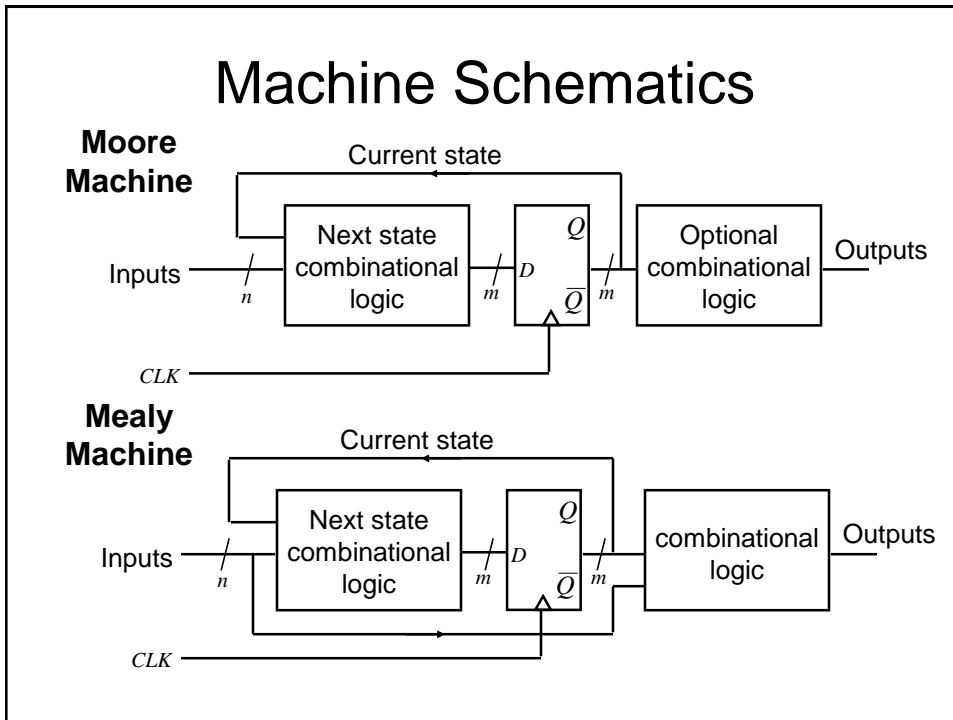 Machine Schematics
Moore
Machine
Current state
Inputs
n
Next state
combinational
logic
m
D
Q
Q̅
m
Optional
combinational
logic
Outputs
CLK
Mealy
Machine
Current state
Inputs
n
Next state
combinational
logic
m
D
Q
Q̅
m
combinational
logic
Outputs
CLK